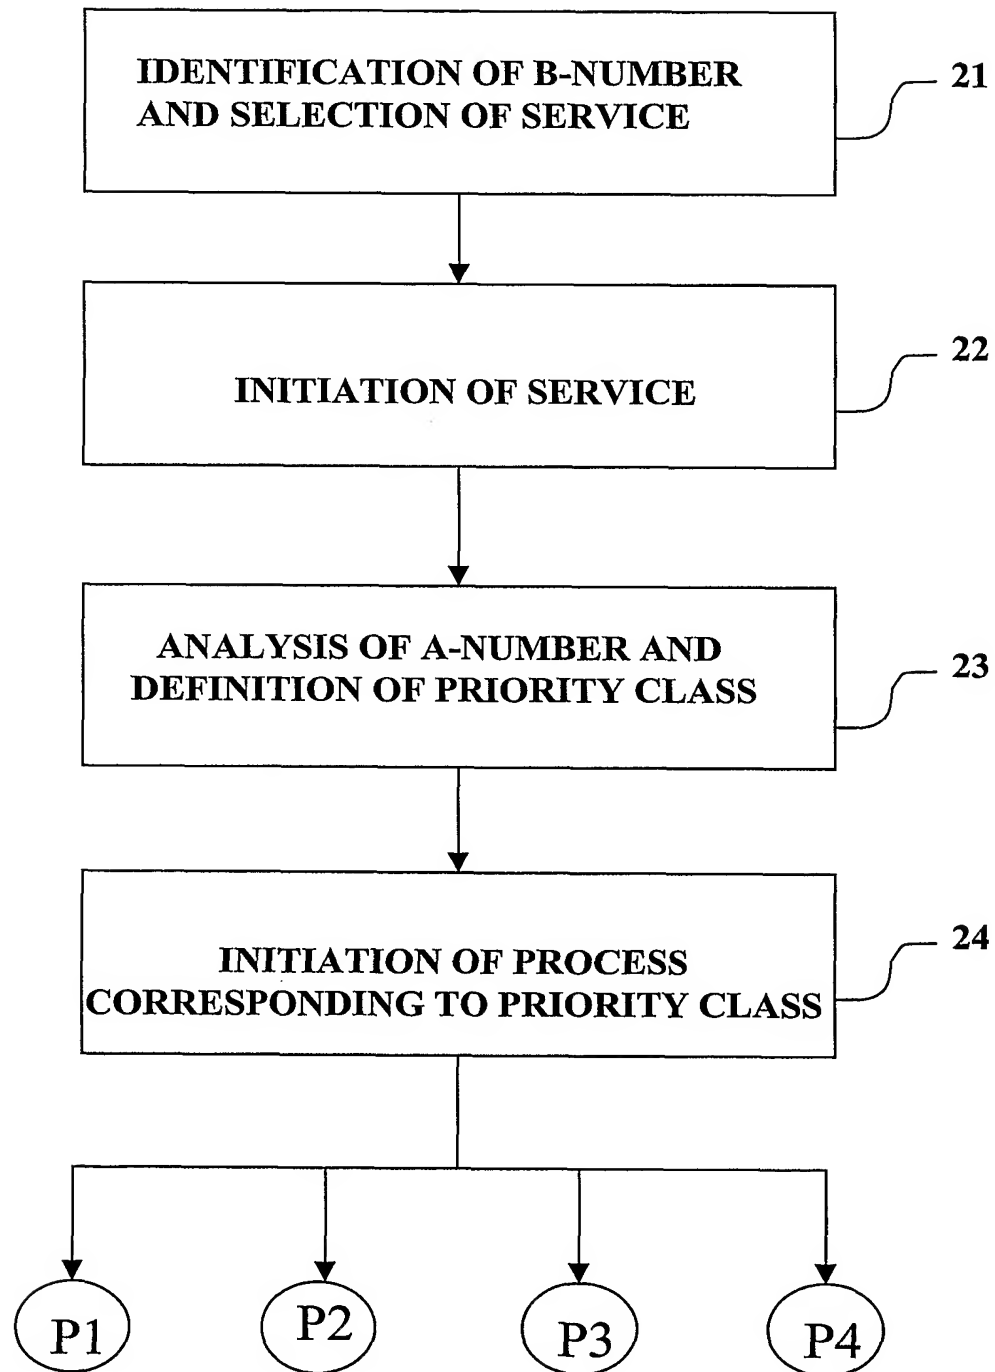 IDENTIFICATION OF B-NUMBER
AND SELECTION OF SERVICE
21
INITIATION OF SERVICE
22
ANALYSIS OF A-NUMBER AND
DEFINITION OF PRIORITY CLASS
23
INITIATION OF PROCESS
CORRESPONDING TO PRIORITY CLASS
24
P1
P2
P3
P4